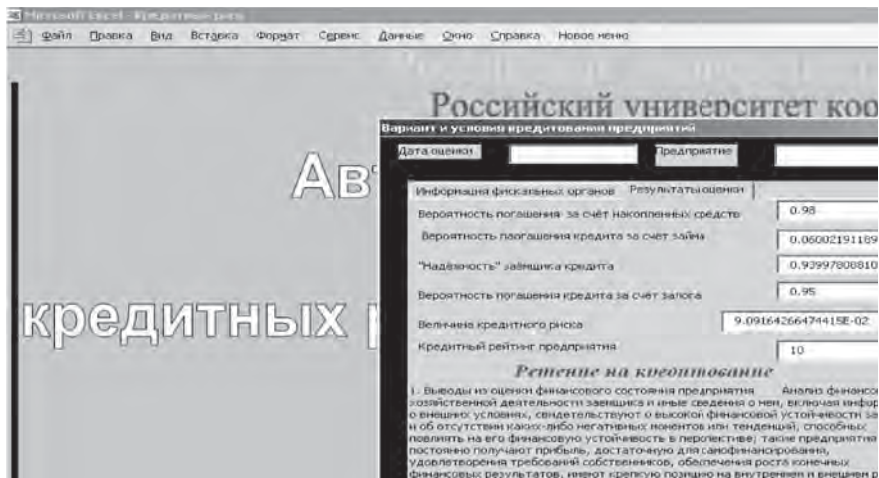 Microsoft Excel - Кредитные риски
Файл Правка Вид Вставка Формат Сервис Данные Окно Справка Новое меню
Российский университет коо
Вариант и условия кредитования предприятий
Дата оценки Предприятие
Ав
Информация фискальных органов Результаты оценки
Вероятность погашения за счёт накопленных средств 0.98
Вероятность паогашения кредита за счет займа 0.06002191189
"Надёжность" заёмщика кредита 0.93997808810
Вероятность погашения кредита за счёт залога 0.95
кредитных р
Величина кредитного риска 9.09164266474415E-02
Кредитный рейтинг предприятия 10
Решение на кредитование
1. Выводы из оценки финансового состояния предприятия Анализ финансо
хозяйственной деятельности заемщика и иные сведения о нем, включая инфор
о внешних условиях, свидетельствуют о высокой финансовой устойчивости за
и об отсутствии каких-либо негативных моментов или тенденций, способных
повлиять на его финансовую устойчивость в перспективе; такие предприятия
постоянно получают прибыль, достаточную для самофинансирования,
удовлетворения требований собственников, обеспечения роста конечных
финансовых результатов, имеют крепкую позицию на внутреннем и внешнем р